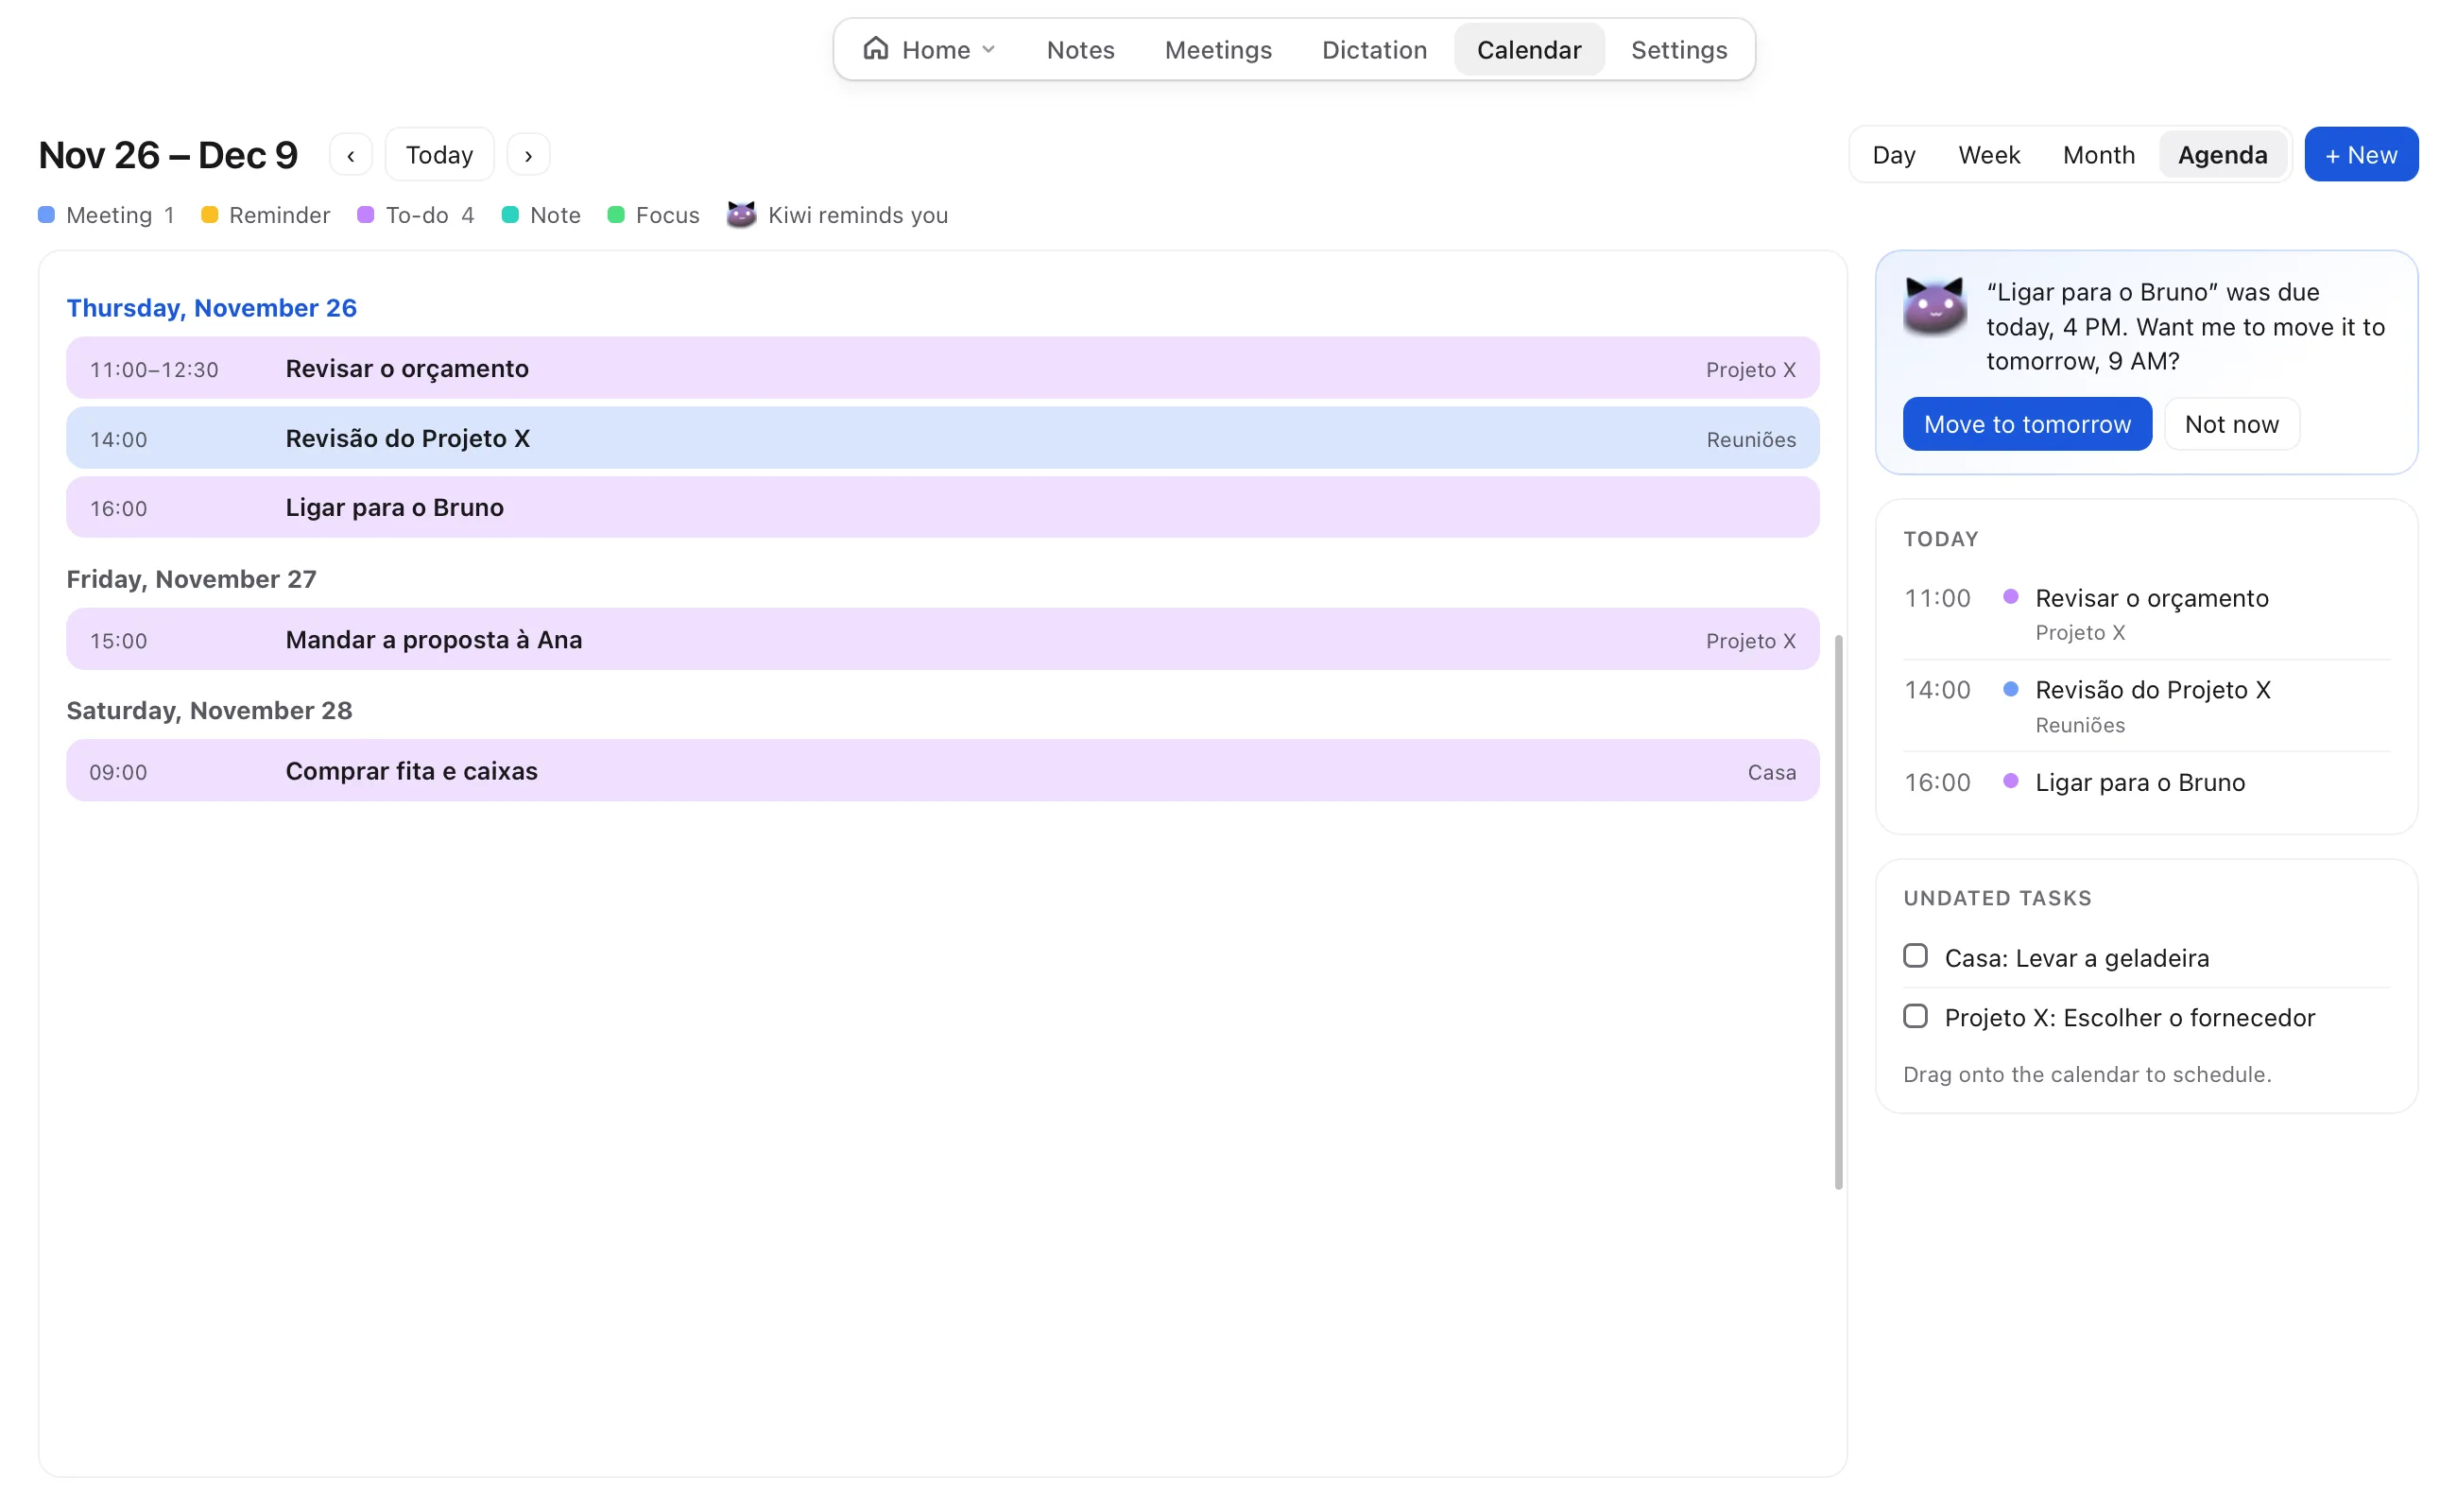 Home
Notes
Meetings
Dictation
Calendar
Settings
Nov 26 – Dec 9
‹
Today
›
Day
Week
Month
Agenda
+ New
Meeting 1
Reminder
To-do 4
Note
Focus
Kiwi reminds you
Thursday, November 26
11:00–12:30 Revisar o orçamento Projeto X
14:00 Revisão do Projeto X Reuniões
16:00 Ligar para o Bruno
Friday, November 27
15:00 Mandar a proposta à Ana Projeto X
Saturday, November 28
09:00 Comprar fita e caixas Casa
“Ligar para o Bruno” was due
today, 4 PM. Want me to move it to
tomorrow, 9 AM?
Move to tomorrow
Not now
TODAY
11:00 Revisar o orçamento
Projeto X
14:00 Revisão do Projeto X
Reuniões
16:00 Ligar para o Bruno
UNDATED TASKS
Casa: Levar a geladeira
Projeto X: Escolher o fornecedor
Drag onto the calendar to schedule.